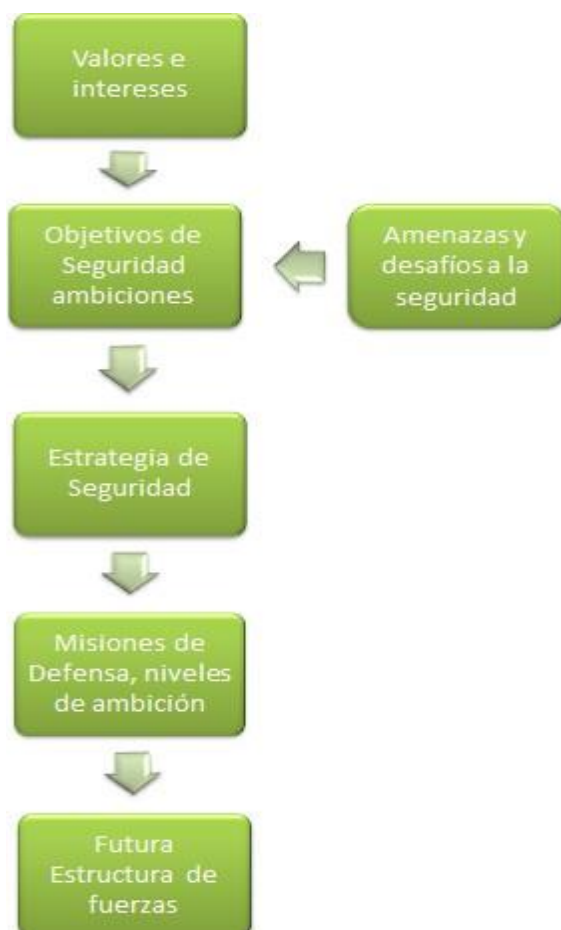 Valores e
intereses
Objetivos de
Seguridad
ambiciones
Amenazas y
desafíos a la
seguridad
Estrategia de
Seguridad
Misiones de
Defensa, niveles
de ambición
Futura
Estructura de
fuerzas